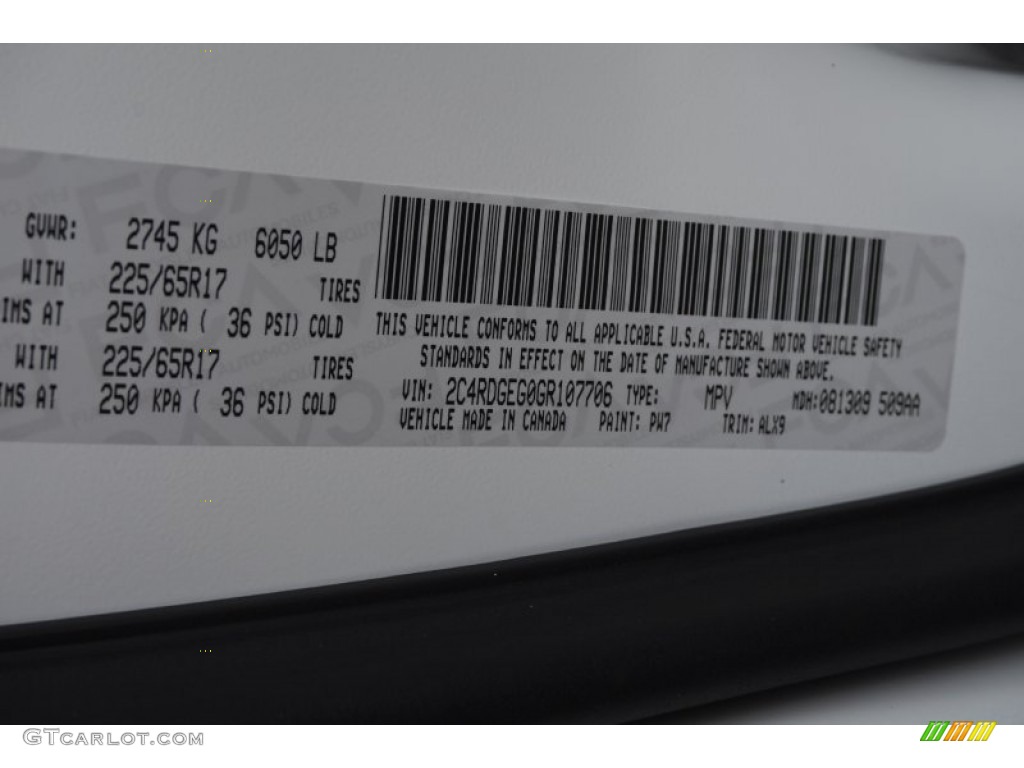 GVWR: 2745 KG 6050 LB
WITH 225/65R17 TIRES
IMS AT 250 KPA ( 36 PSI) COLD
WITH 225/65R17 TIRES
IMS AT 250 KPA ( 36 PSI) COLD
THIS VEHICLE CONFORMS TO ALL APPLICABLE U.S.A. FEDERAL MOTOR VEHICLE SAFETY
STANDARDS IN EFFECT ON THE DATE OF MANUFACTURE SHOWN ABOVE.
VIN: 2C4RDGEG0GR107706 TYPE: MPV MDH:081309 509AA
VEHICLE MADE IN CANADA PAINT: PW7 TRIM: ALX9
GTCARLOT.COM